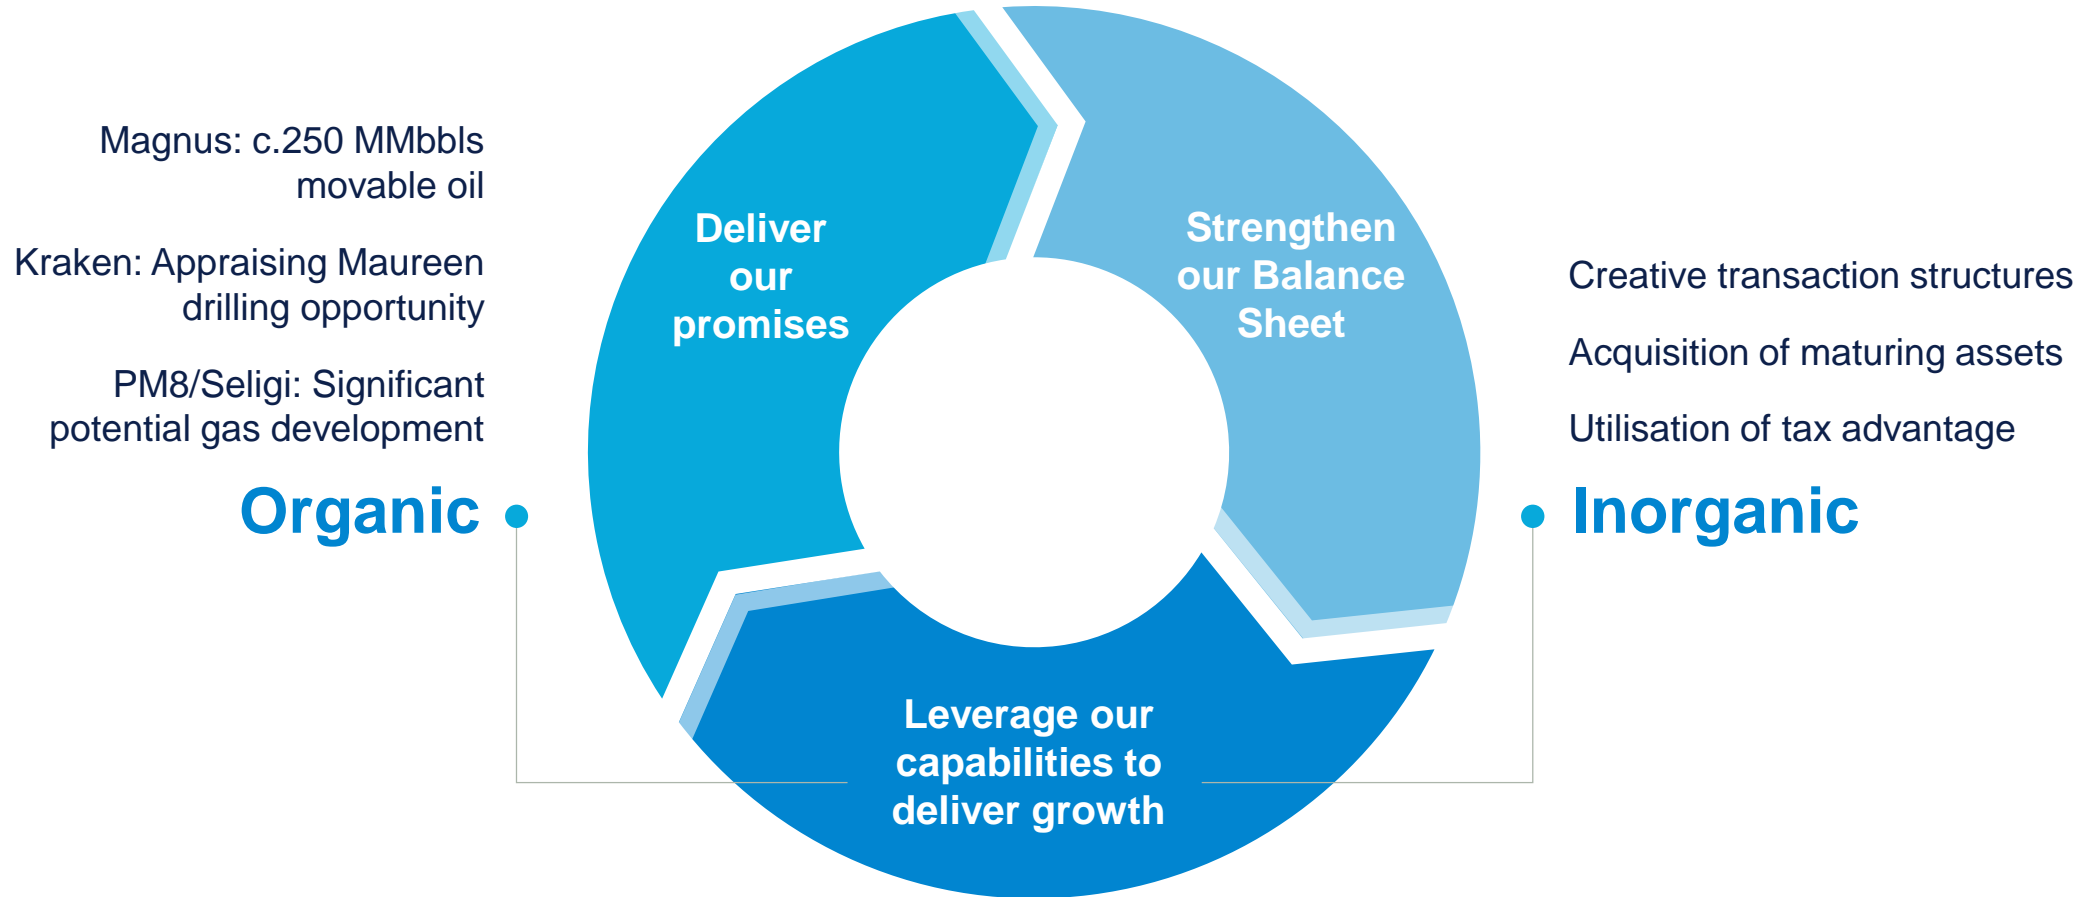 Magnus: c.250 MMbbls
movable oil
Kraken: Appraising Maureen
drilling opportunity
PM8/Seligi: Significant
potential gas development
Organic
Deliver
our
promises
Strengthen
our Balance
Sheet
Leverage our
capabilities to
deliver growth
Creative transaction structures
Acquisition of maturing assets
Utilisation of tax advantage
Inorganic